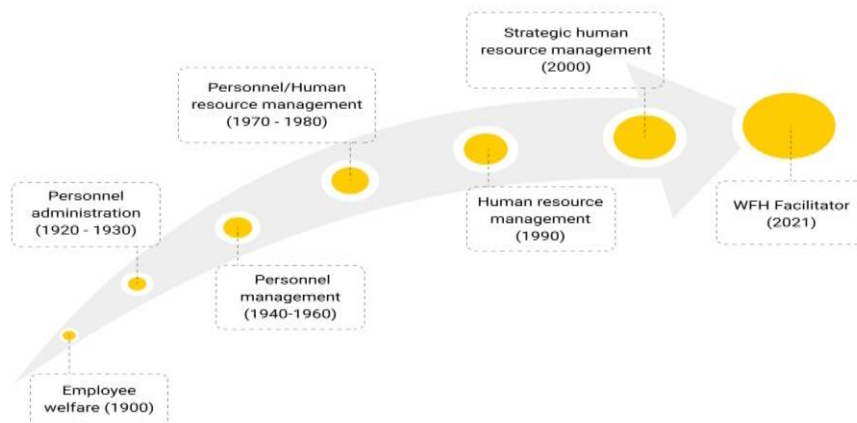 Strategic human
resource management
(2000)
Personnel/Human
resource management
(1970 - 1980)
Personnel
administration
(1920 - 1930)
Human resource
management
(1990)
WFH Facilitator
(2021)
Personnel
management
(1940-1960)
Employee
welfare (1900)